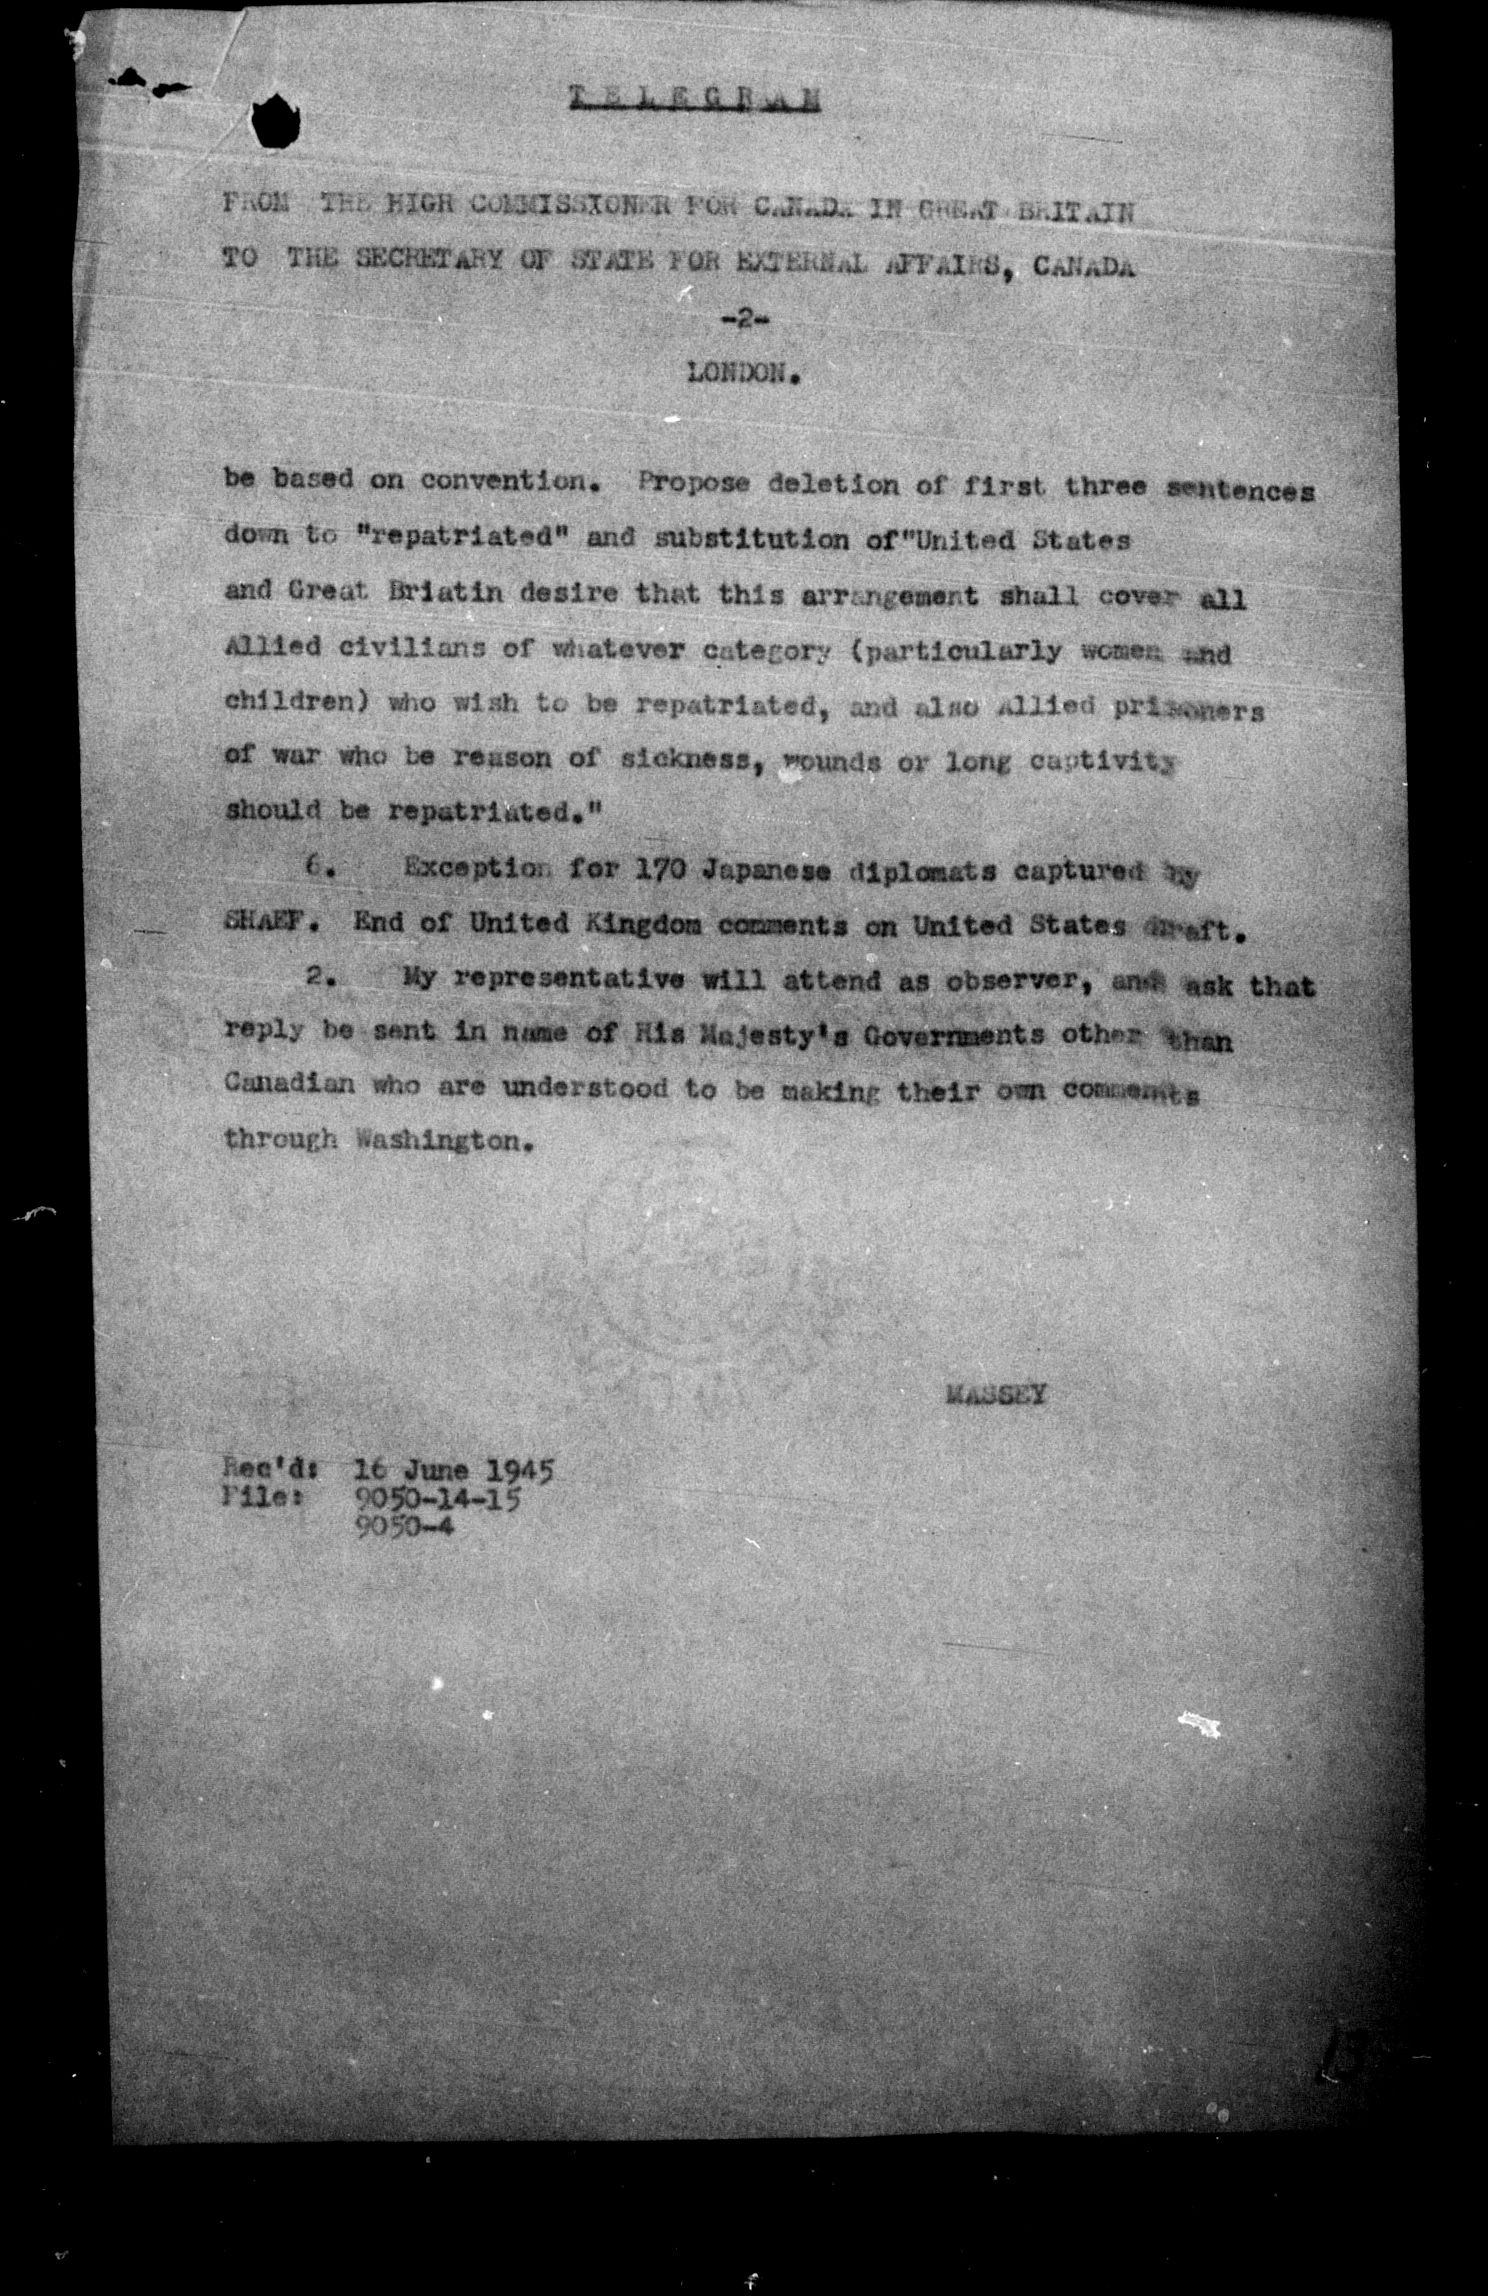 TELEGRAM
FROM THE HIGH COMMISSIONER FOR CANADA IN GREAT BRITAIN
TO THE SECRETARY OF STATE FOR EXTERNAL AFFAIRS, CANADA
-2-
LONDON.
be based on convention. Propose deletion of first three sentences
down to "repatriated" and substitution of"United States
and Great Briatin desire that this arrangement shall cover all
Allied civilians of whatever category (particularly women and
children) who wish to be repatriated, and also Allied prisoners
of war who be reason of sickness, wounds or long captivity
should be repatriated."
6. Exception for 170 Japanese diplomats captured by
SHAEF. End of United Kingdom comments on United States draft.
2. My representative will attend as observer, and ask that
reply be sent in name of His Majesty's Governments other than
Canadian who are understood to be making their own comments
through Washington.
MASSEY
Rec'd: 16 June 1945
File: 9050-14-15
9050-4